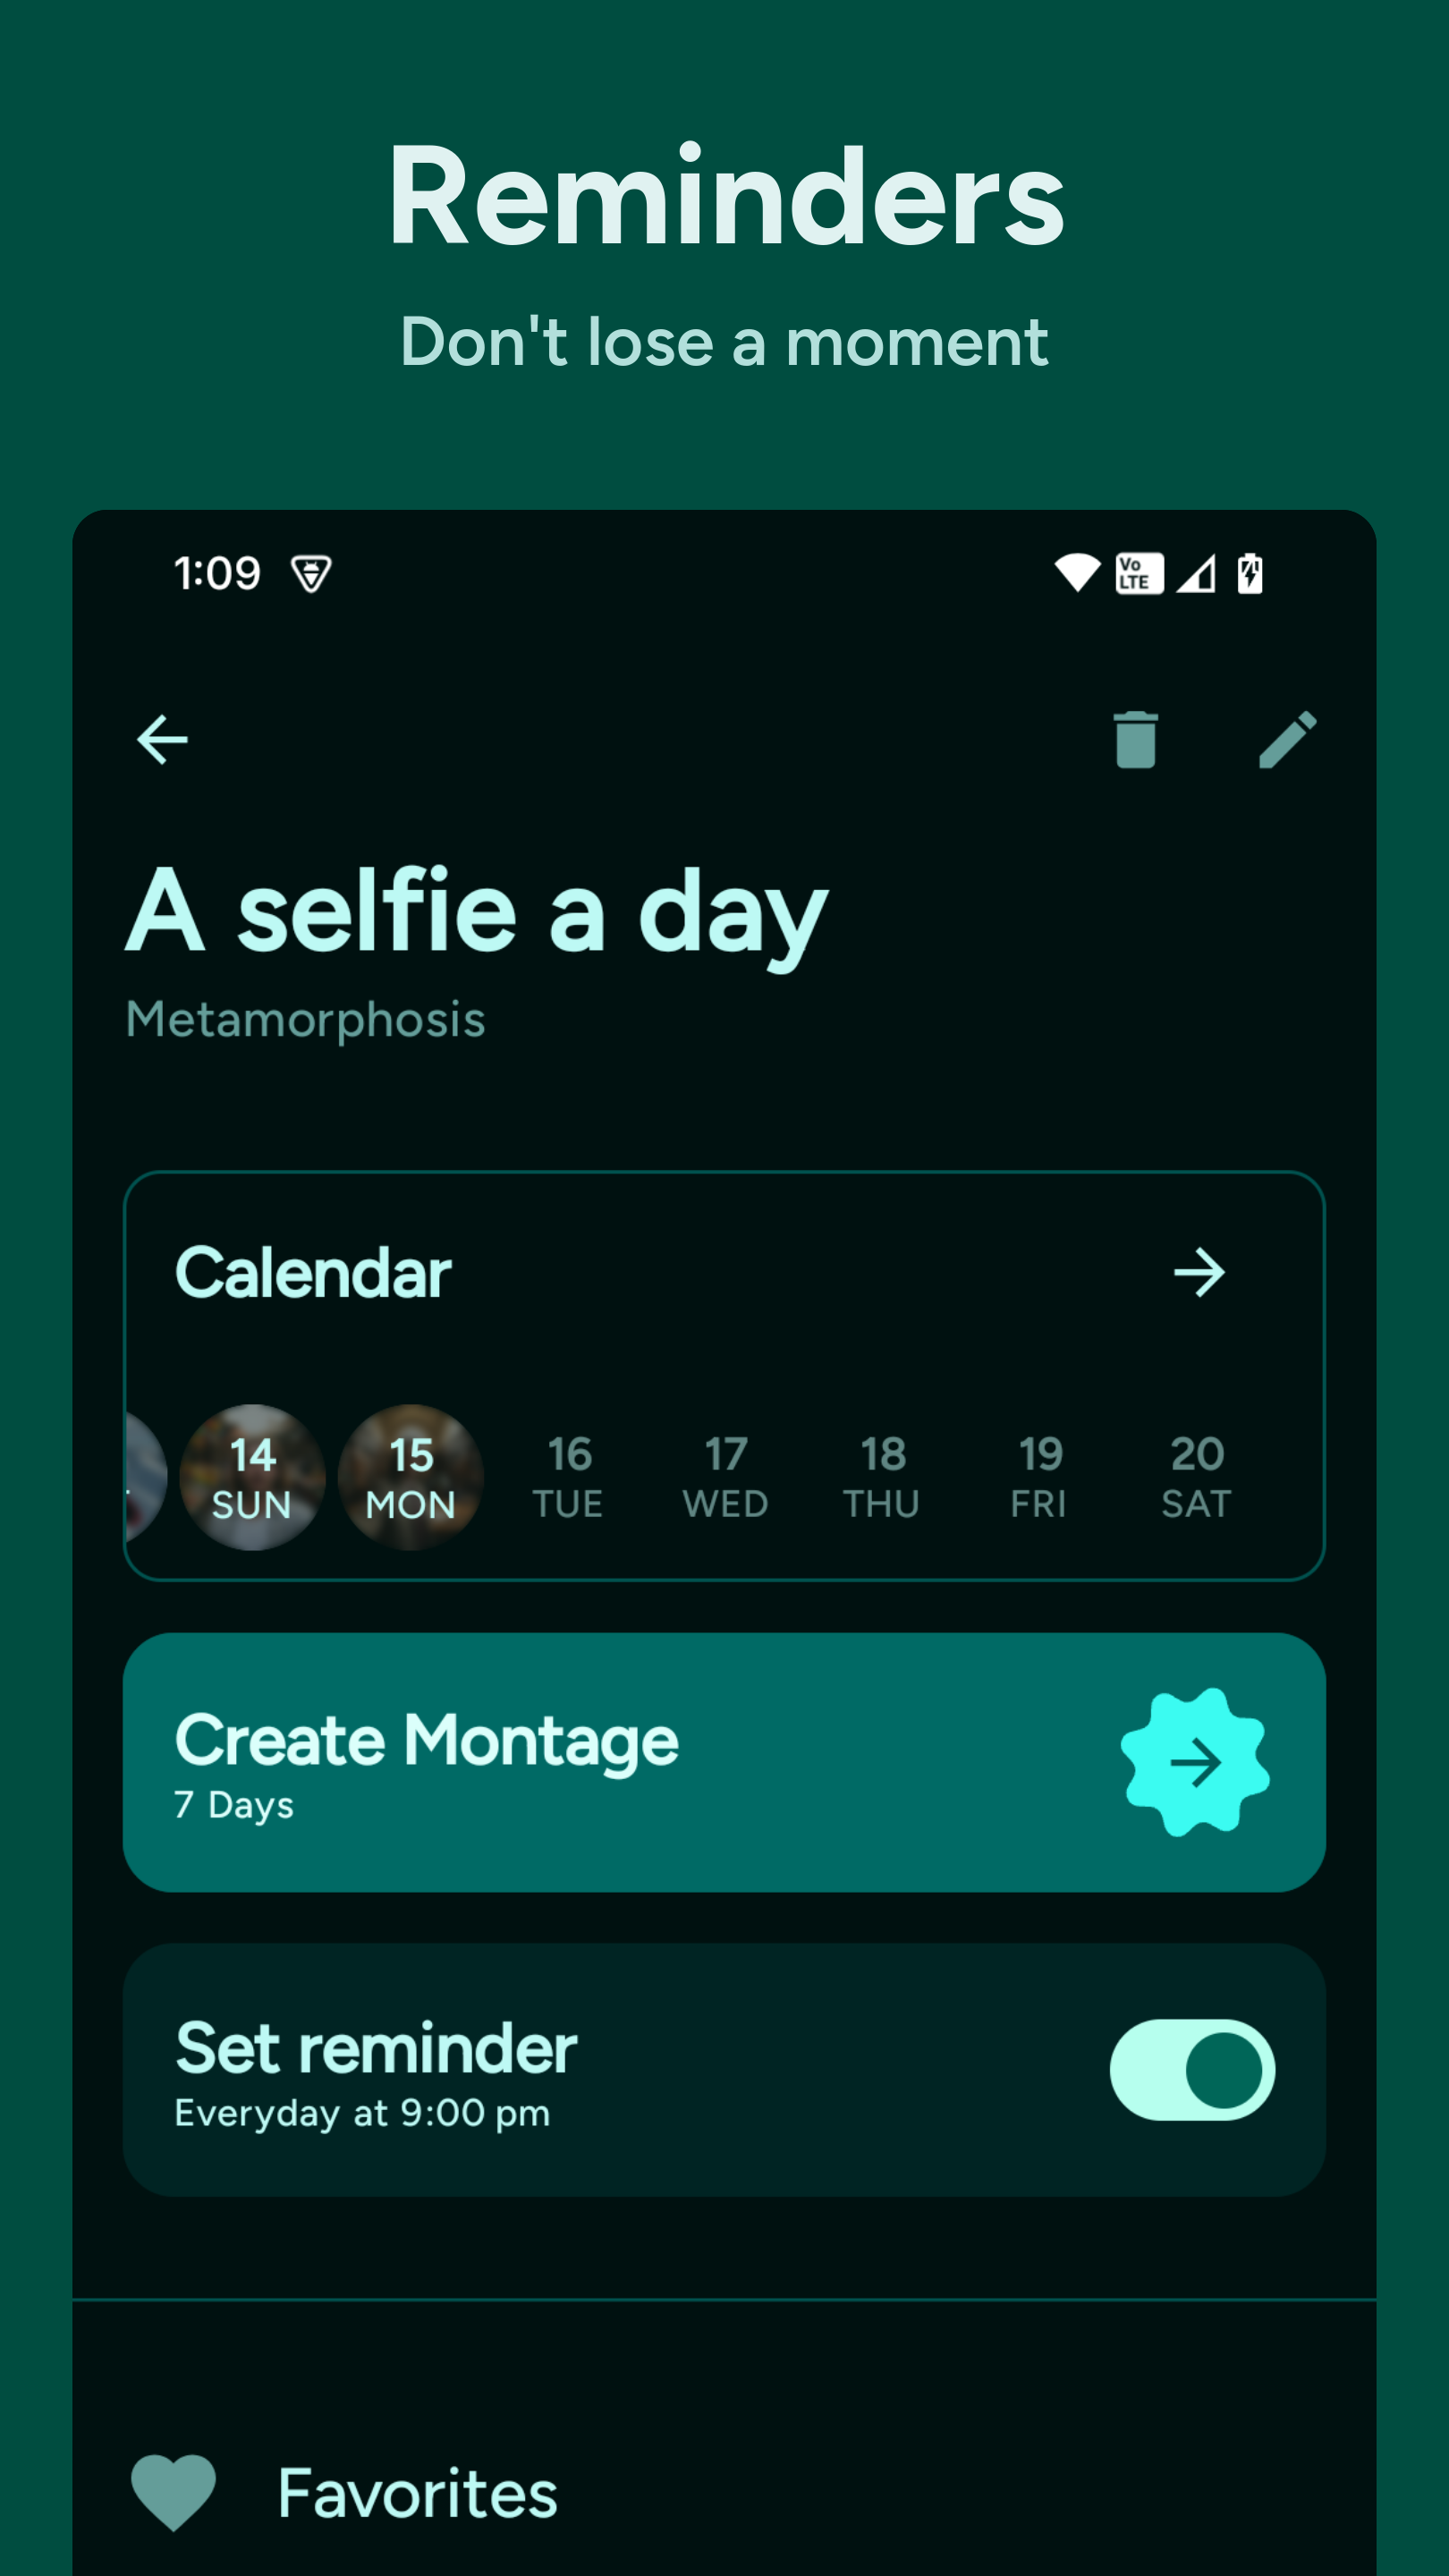 Reminders
Don't lose a moment
1:09
Vo
LTE
A selfie a day
Metamorphosis
Calendar
14 15 16 17 18 19 20
SUN MON TUE WED THU FRI SAT
Create Montage
7 Days
Set reminder
Everyday at 9:00 pm
Favorites